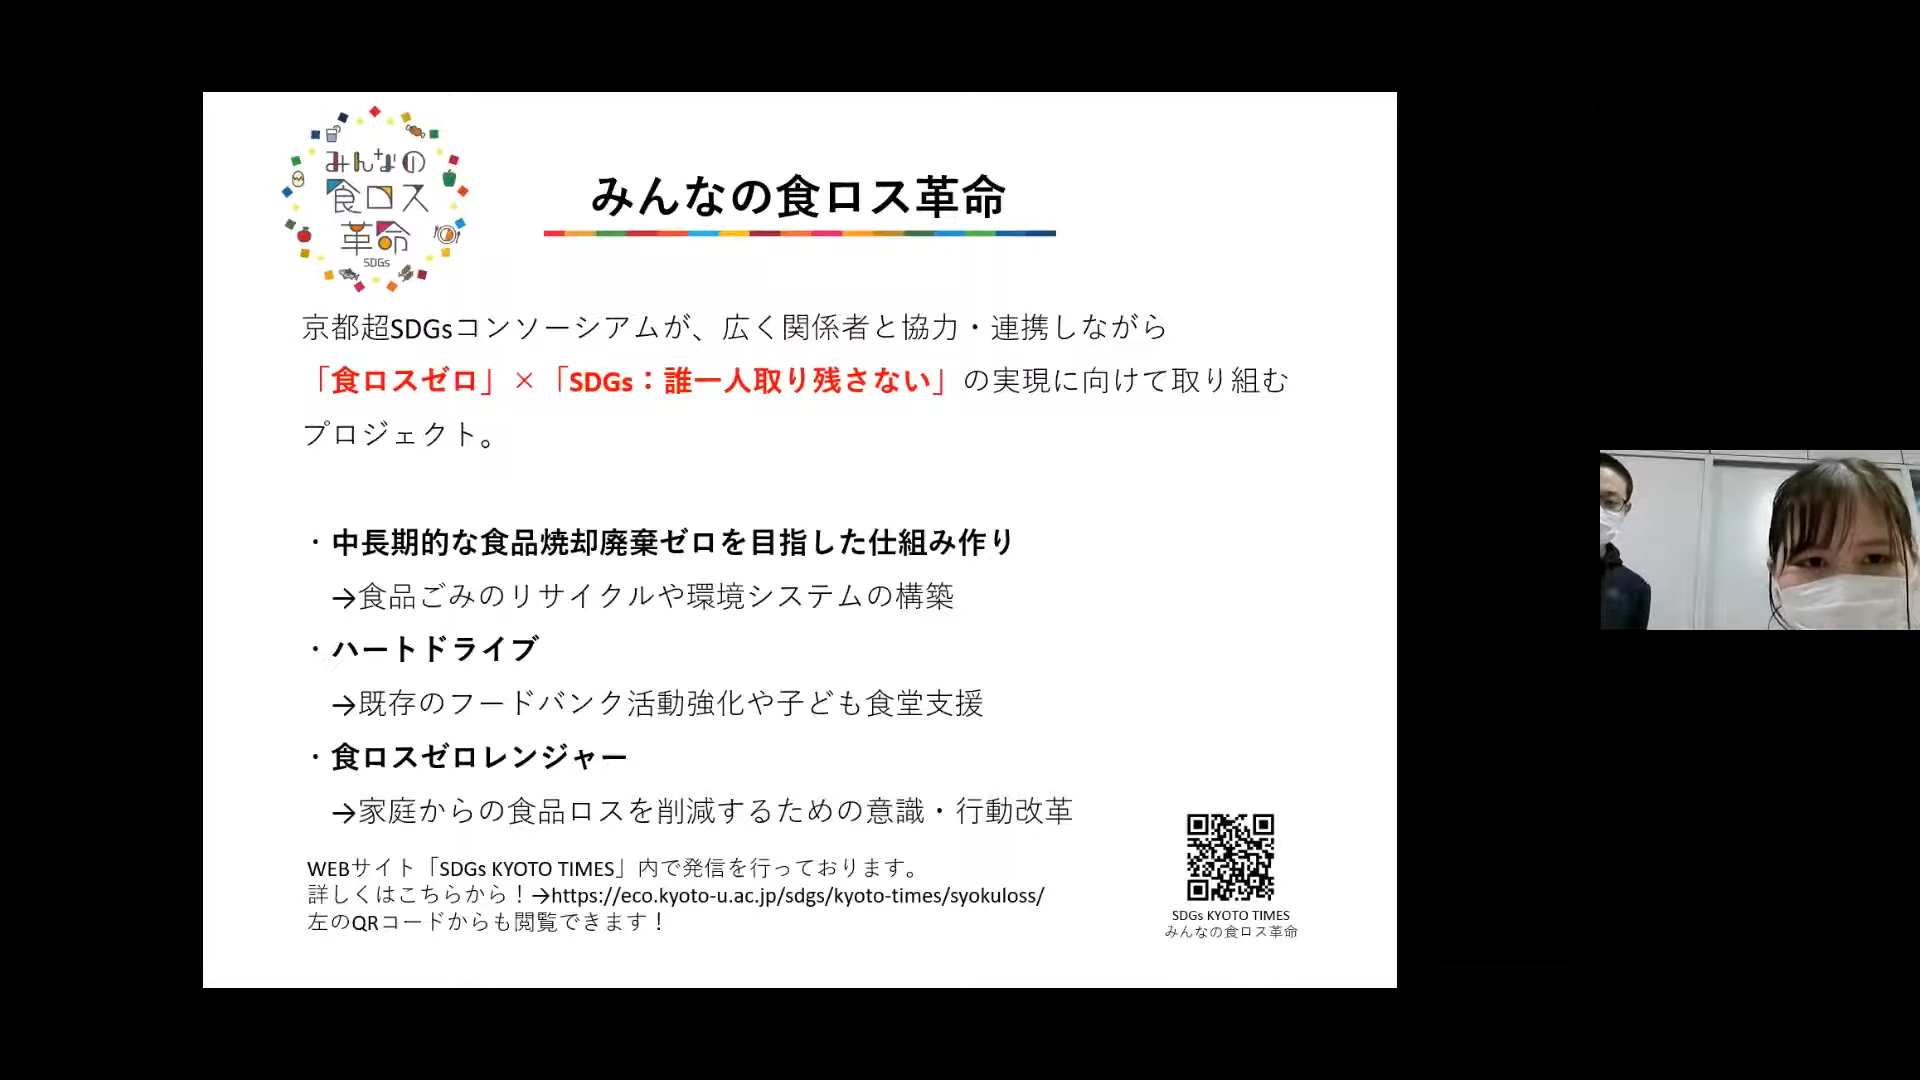 みんなの
食ロス
革命
SDGs
みんなの食ロス革命
京都超SDGsコンソーシアムが、広く関係者と協力・連携しながら
「食ロスゼロ」×「SDGs：誰一人取り残さない」の実現に向けて取り組む
プロジェクト。
・中長期的な食品焼却廃棄ゼロを目指した仕組み作り
→食品ごみのリサイクルや環境システムの構築
・ハートドライブ
→既存のフードバンク活動強化や子ども食堂支援
・食ロスゼロレンジャー
→家庭からの食品ロスを削減するための意識・行動改革
WEBサイト「SDGs KYOTO TIMES」内で発信を行っております。
詳しくはこちらから！→https://eco.kyoto-u.ac.jp/sdgs/kyoto-times/syokuloss/
左のQRコードからも閲覧できます！
SDGs KYOTO TIMES
みんなの食ロス革命